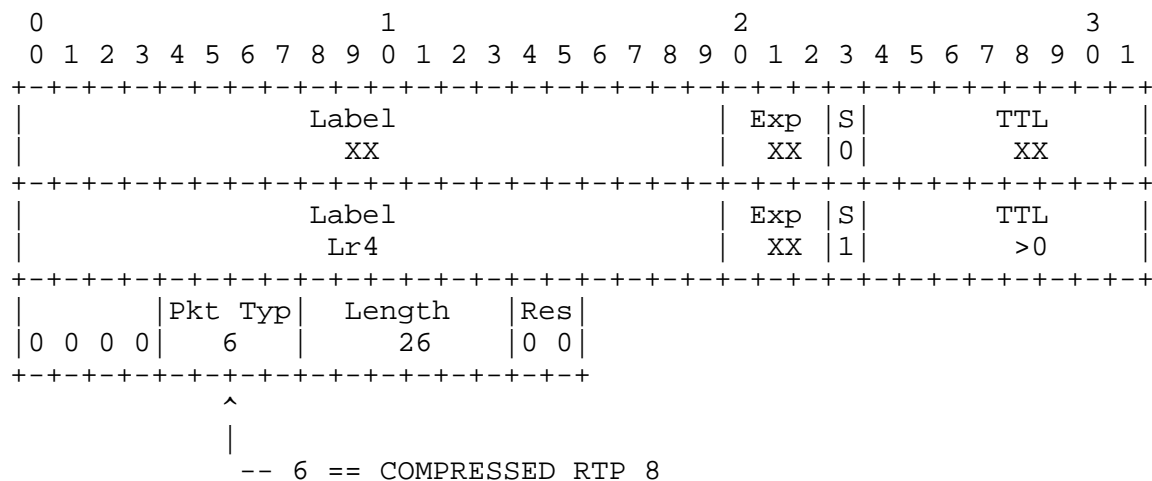 0                   1                   2                   3
 0 1 2 3 4 5 6 7 8 9 0 1 2 3 4 5 6 7 8 9 0 1 2 3 4 5 6 7 8 9 0 1
+-+-+-+-+-+-+-+-+-+-+-+-+-+-+-+-+-+-+-+-+-+-+-+-+-+-+-+-+-+-+-+-+
|                Label                  | Exp |S|       TTL     |
|                  XX                   |  XX |0|        XX     |
+-+-+-+-+-+-+-+-+-+-+-+-+-+-+-+-+-+-+-+-+-+-+-+-+-+-+-+-+-+-+-+-+
|                Label                  | Exp |S|       TTL     |
|                 Lr4                   |  XX |1|        >0     |
+-+-+-+-+-+-+-+-+-+-+-+-+-+-+-+-+-+-+-+-+-+-+-+-+-+-+-+-+-+-+-+-+
|       |Pkt Typ|  Length   |Res|
|0 0 0 0|   6   |     26    |0 0|
+-+-+-+-+-+-+-+-+-+-+-+-+-+-+-+-+
            ^
            |
             -- 6 == COMPRESSED RTP 8